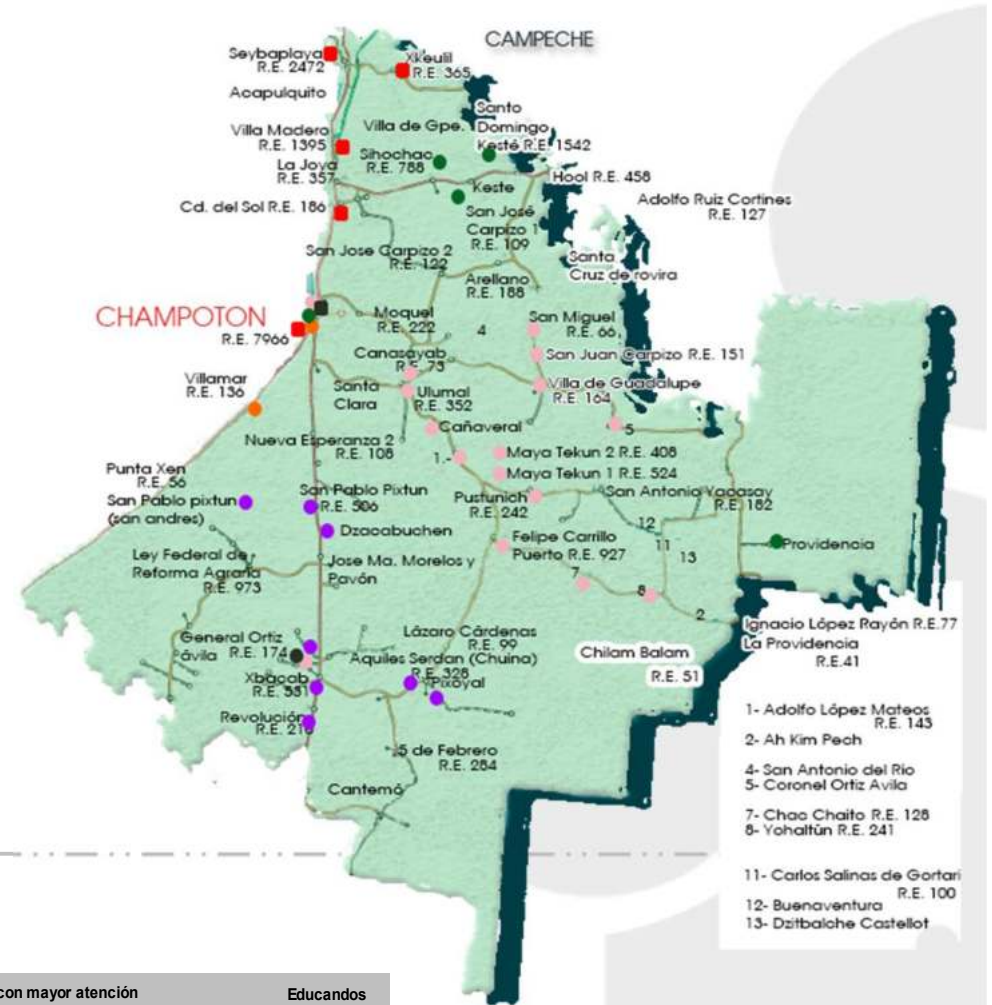 CAMPECHE
Seybaplaya
R.E. 2472
Xkeulil
R.E. 365
Acapulquito
Santo
Domingo
Kesté R.E. 1542
Villa de Gpe.
Villa Madero
R.E. 1395
Sihochac
R.E. 788
La Joya
R.E. 357
Hool R.E. 458
Keste
Adolfo Ruiz Cortines
R.E. 127
Cd. del Sol R.E. 186
San José
Carpizo 1
R.E. 109
San Jose Carpizo 2
R.E. 122
Santa
Cruz de rovira
Arellano
R.E. 188
CHAMPOTON
R.E. 7966
Moquel
R.E. 222
4
San Miguel
R.E. 66
San Juan Carpizo R.E. 151
Canasayab
R.E. 73
Villamar
R.E. 136
Santa
Clara
Ulumal
R.E. 352
Villa de Guadalupe
R.E. 164
Cañaveral
5
Nueva Esperanza 2
R.E. 108
1.-
Maya Tekun 2 R.E. 408
Maya Tekun 1 R.E. 524
Punta Xen
R.E. 56
San Pablo pixtun
(san andres)
San Pablo Pixtun
R.E. 506
Pustunich
R.E. 242
San Antonio Yacasay
R.E. 182
Dzacabuchen
12
11
13
Felipe Carrillo
Puerto R.E. 927
Providencia
Ley Federal de
Reforma Agraria
R.E. 973
Jose Ma. Morelos y
Pavón
7
8
2
Ignacio López Rayón R.E.77
La Providencia
R.E.41
General Ortiz
ávila
R.E. 174
Lázaro Cárdenas
R.E. 99
Aquiles Serdan (Chuina)
R.E. 328
Chilam Balam
R.E. 51
Xbacab
R.E. 331
Pixoyal
Revolución
5 de Febrero
R.E. 284
Cantemó
1- Adolfo López Mateos
R.E. 143
2- Ah Kim Pech
4- San Antonio del Rio
5- Coronel Ortiz Avila
7- Chac Chaito R.E. 128
8- Yohaltún R.E. 241
11- Carlos Salinas de Gortari
R.E. 100
12- Buenaventura
13- Dzitbalche Castellot
con mayor atención
Educandos